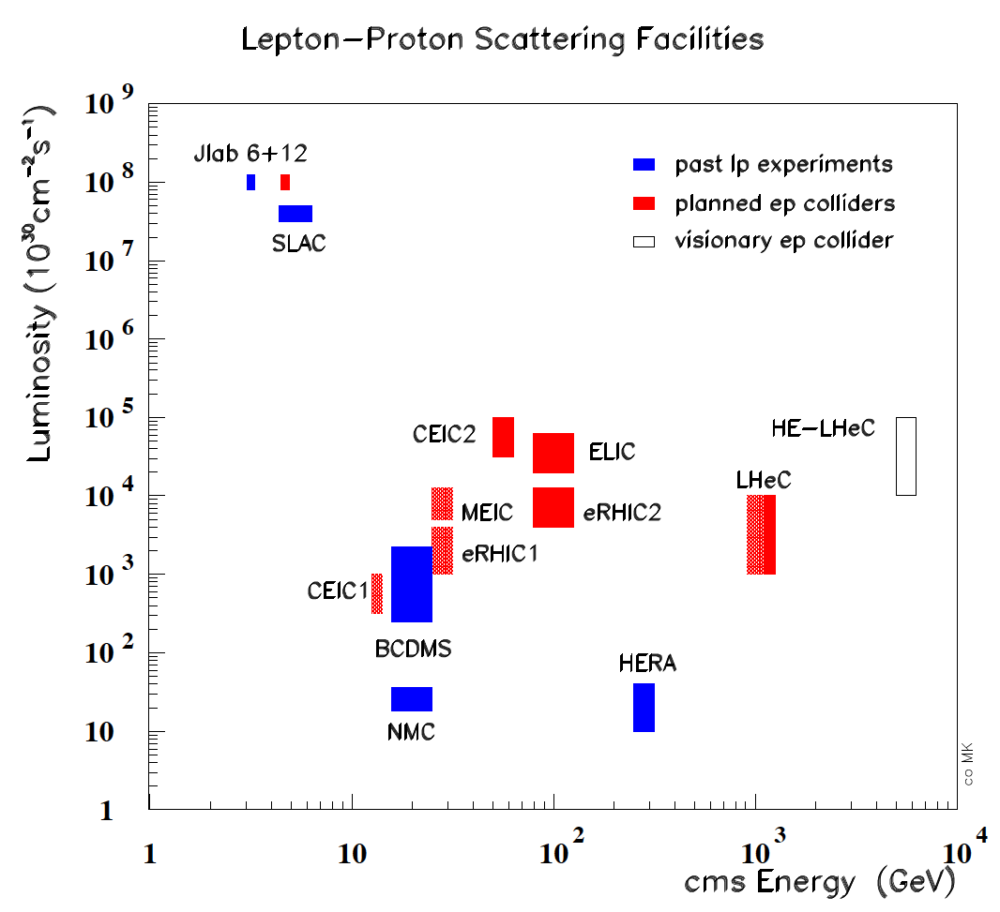 Lepton-Proton Scattering Facilities
Luminosity (10^30cm^-2s^-1)
10^9
10^8
10^7
10^6
10^5
10^4
10^3
10^2
10
1
Jlab 6+12
SLAC
past lp experiments
planned ep colliders
visionary ep collider
CEIC2
ELIC
HE-LHeC
LHeC
MEIC
eRHIC2
eRHIC1
CEIC1
BCDMS
HERA
NMC
co MK
1
10
10^2
10^3
10^4
cms Energy (GeV)